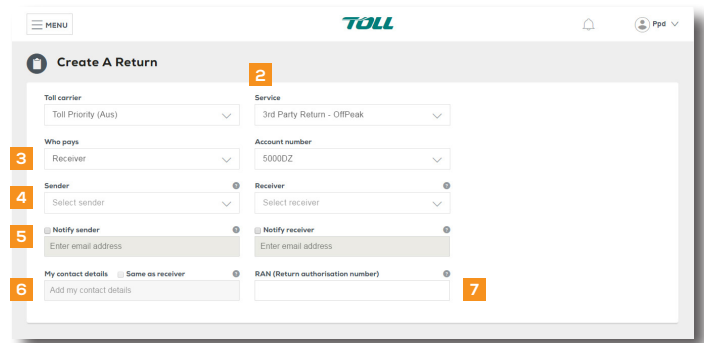 MENU
TOLL
Ppd
Create A Return
2
Toll carrier
Service
Toll Priority (Aus)
3rd Party Return - OffPeak
Who pays
Account number
3
Receiver
5000DZ
Sender
?
Receiver
?
4
Select sender
Select receiver
5
Notify sender
?
Notify receiver
?
Enter email address
Enter email address
My contact details
Same as receiver
?
RAN (Return authorisation number)
?
6
Add my contact details
7